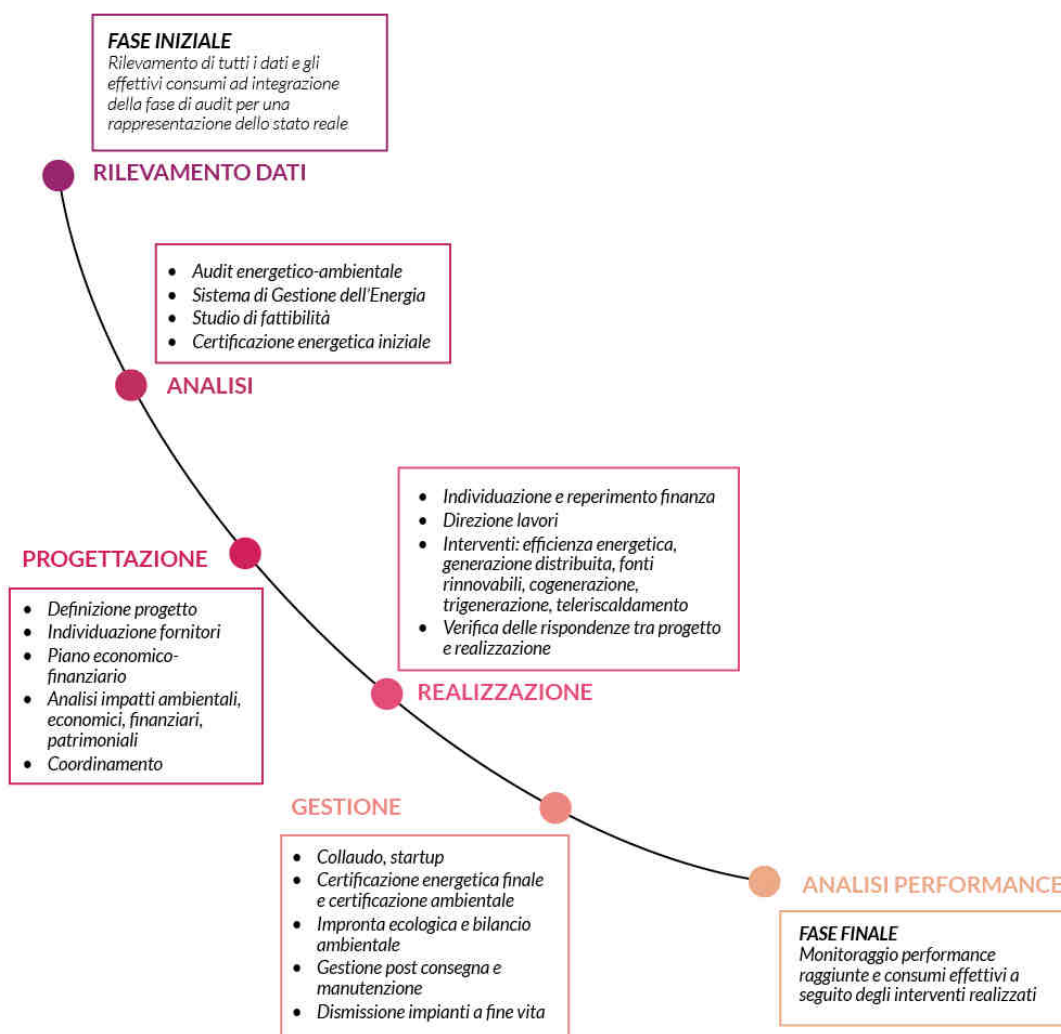 FASE INIZIALE
Rilevamento di tutti i dati e gli
effettivi consumi ad integrazione
della fase di audit per una
rappresentazione dello stato reale
RILEVAMENTO DATI
• Audit energetico-ambientale
• Sistema di Gestione dell'Energia
• Studio di fattibilità
• Certificazione energetica iniziale
ANALISI
PROGETTAZIONE
• Definizione progetto
• Individuazione fornitori
• Piano economico-
finanziario
• Analisi impatti ambientali,
economici, finanziari,
patrimoniali
• Coordinamento
• Individuazione e reperimento finanza
• Direzione lavori
• Interventi: efficienza energetica,
generazione distribuita, fonti
rinnovabili, cogenerazione,
trigenerazione, teleriscaldamento
• Verifica delle rispondenze tra progetto
e realizzazione
REALIZZAZIONE
GESTIONE
• Collaudo, startup
• Certificazione energetica finale
e certificazione ambientale
• Impronta ecologica e bilancio
ambientale
• Gestione post consegna e
manutenzione
• Dismissione impianti a fine vita
ANALISI PERFORMANCE
FASE FINALE
Monitoraggio performance
raggiunte e consumi effettivi a
seguito degli interventi realizzati